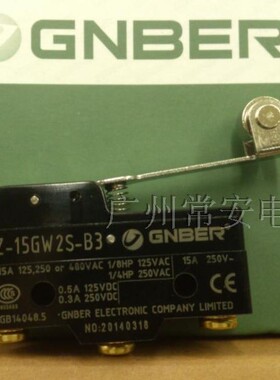 GNBER
广州常安电
Z-15GW2S-B3
GNBER
15A 125,250 or 480VAC
1/8HP 125VAC
1/4HP 250VAC
15A 250V~
0.5A 125VDC
0.3A 250VDC
GB14048.5
GNBER ELECTRONIC COMPANY LIMITED
NO:20140318